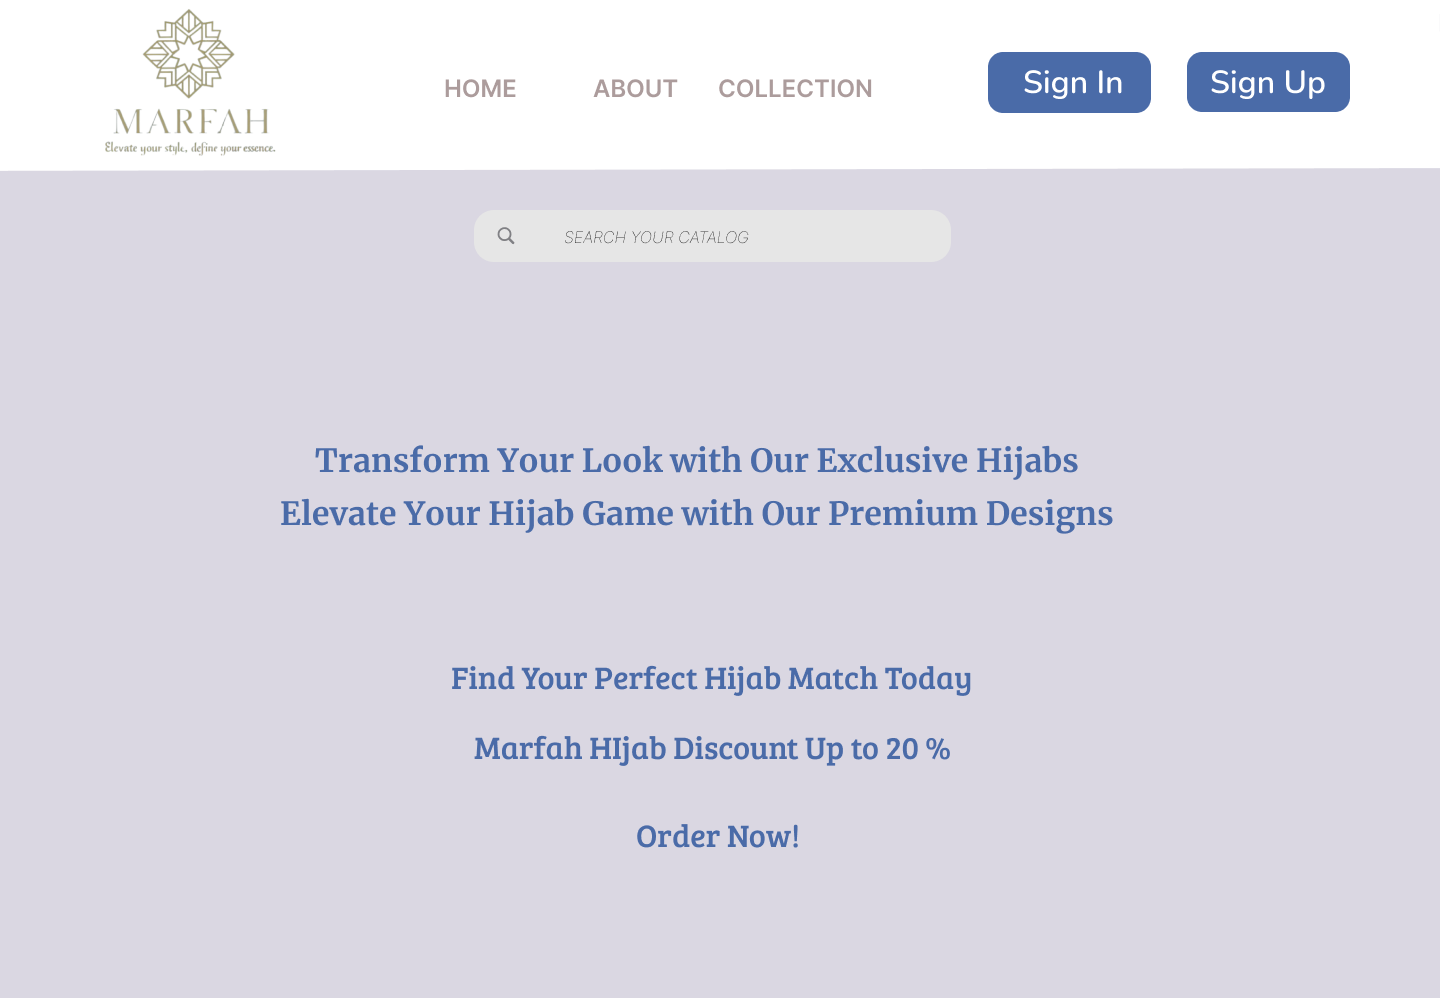 MARFAH
Elevate your style, define your essence.
HOME ABOUT COLLECTION
Sign In Sign Up
SEARCH YOUR CATALOG
Transform Your Look with Our Exclusive Hijabs
Elevate Your Hijab Game with Our Premium Designs
Find Your Perfect Hijab Match Today
Marfah HIjab Discount Up to 20 %
Order Now!